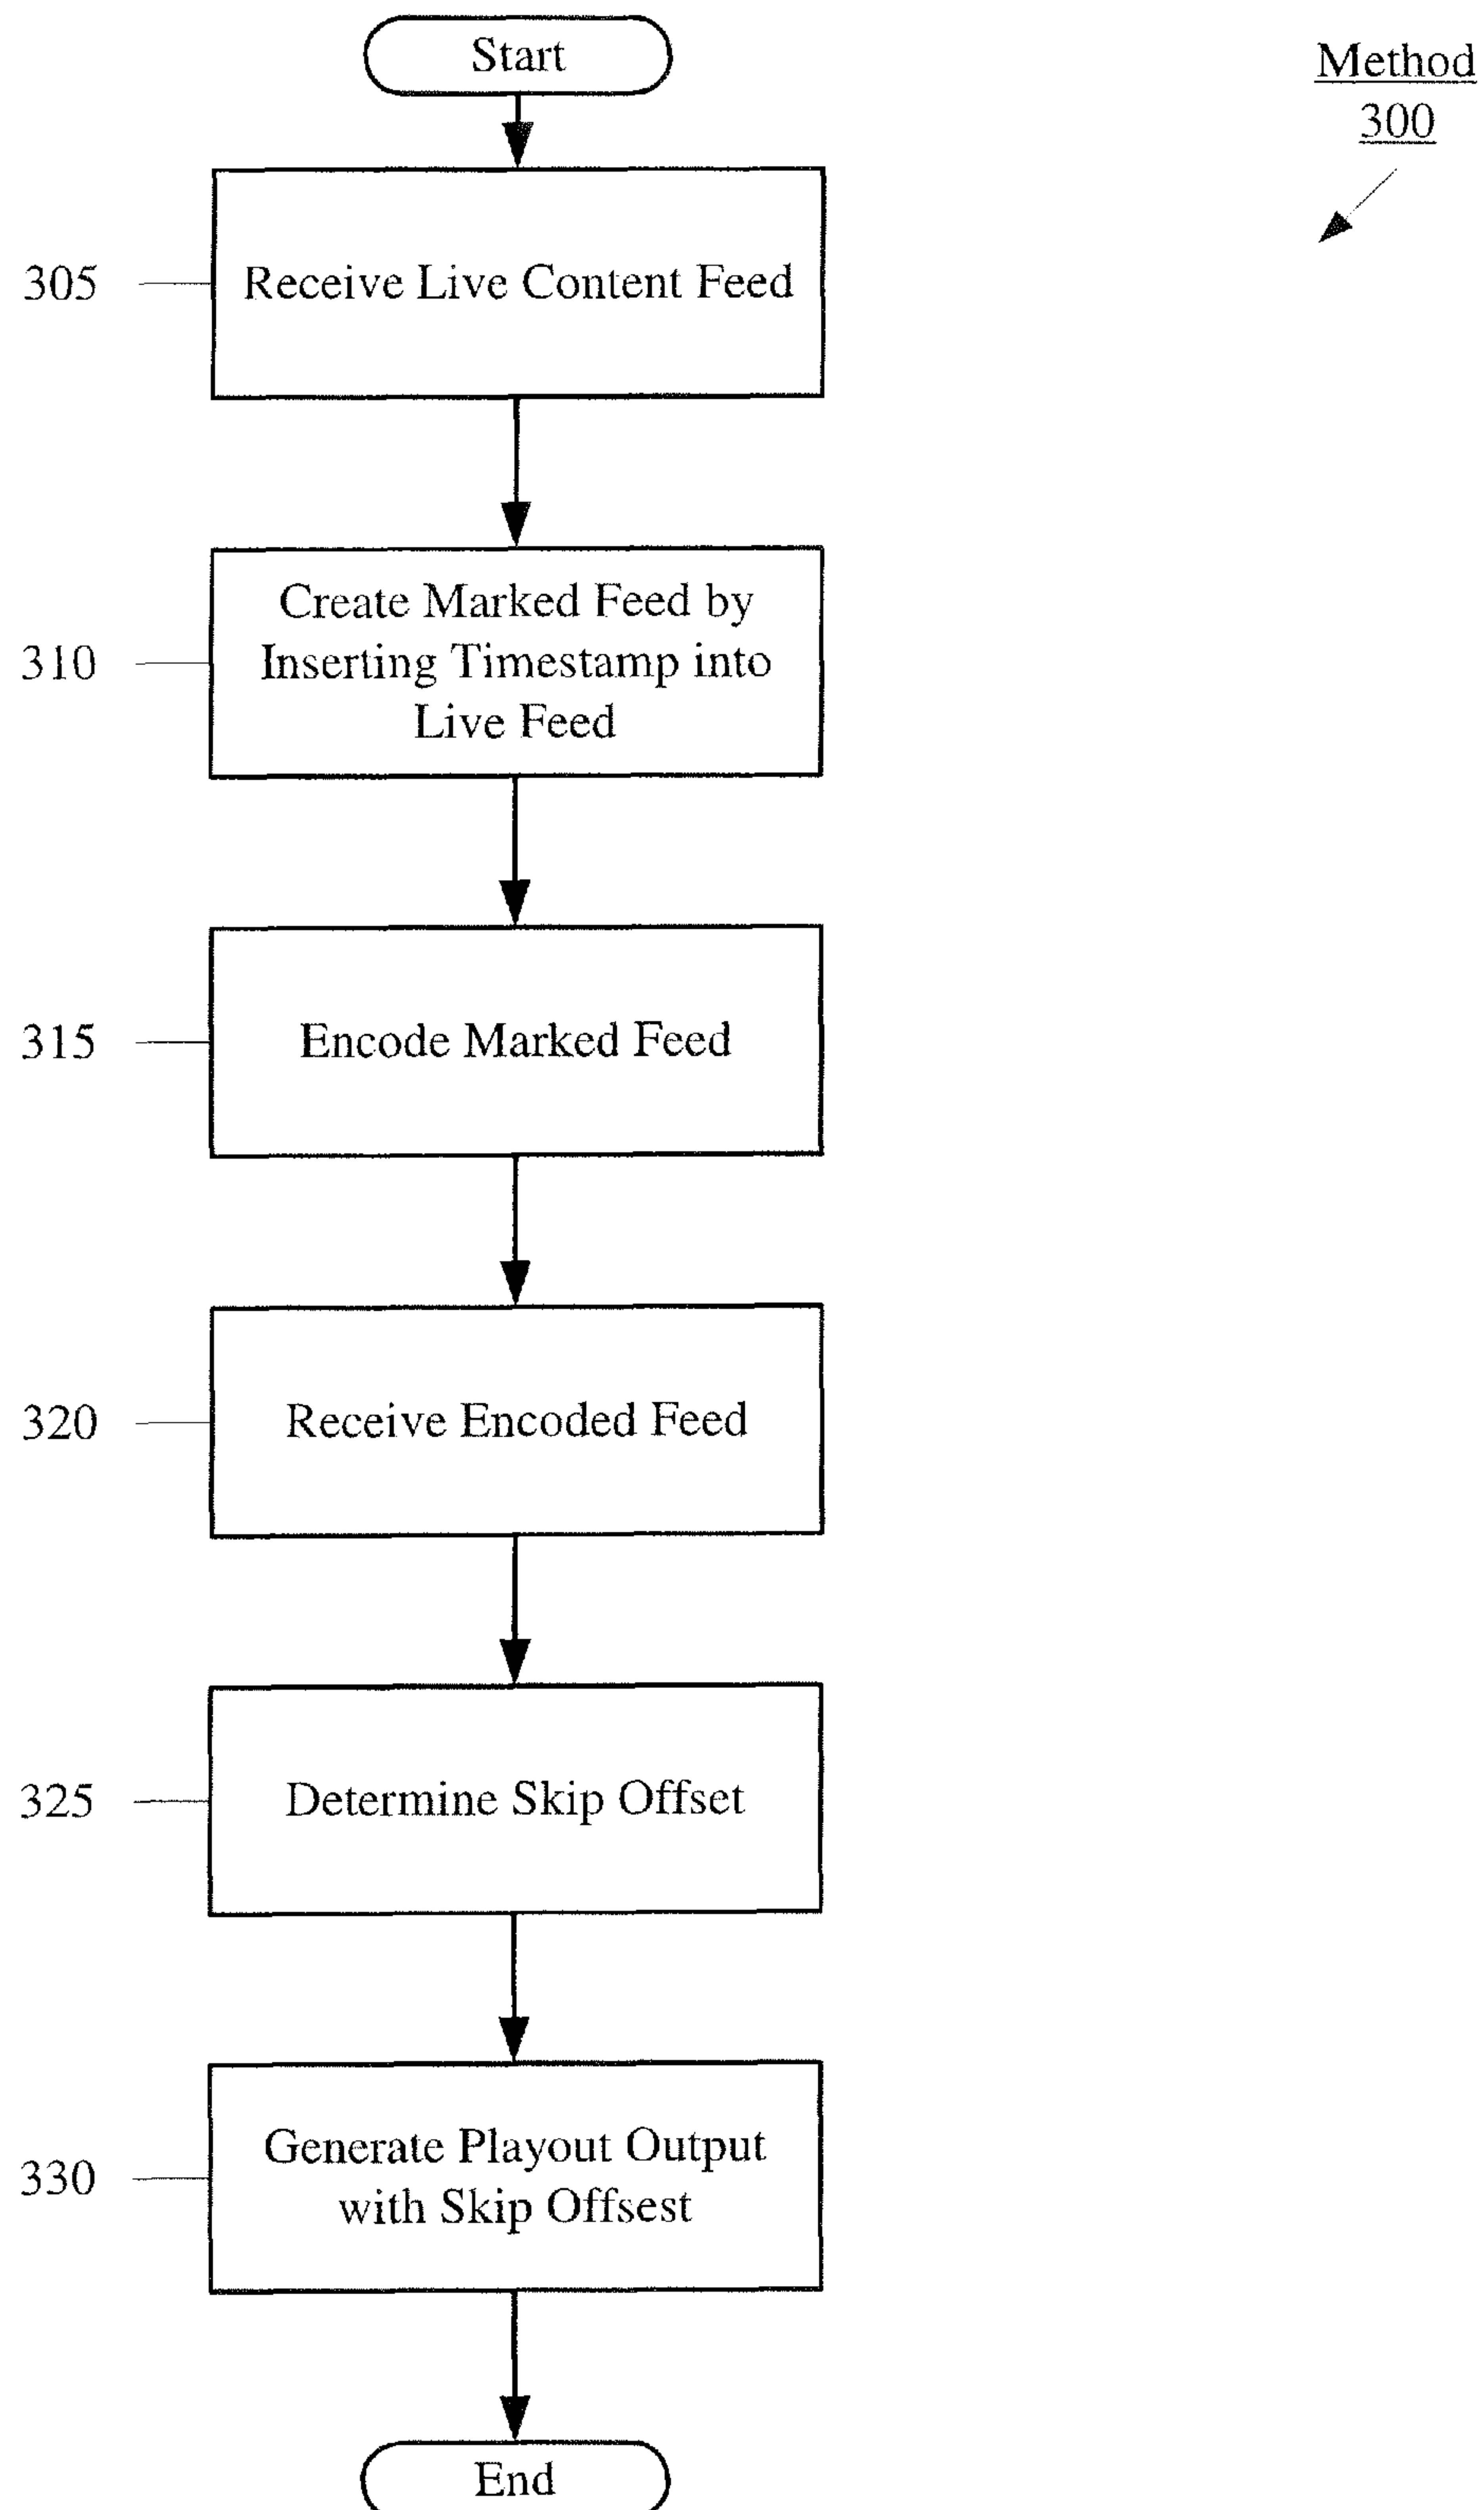 Start
Method
300
305
Receive Live Content Feed
310
Create Marked Feed by
Inserting Timestamp into
Live Feed
315
Encode Marked Feed
320
Receive Encoded Feed
325
Determine Skip Offset
330
Generate Playout Output
with Skip Offsest
End